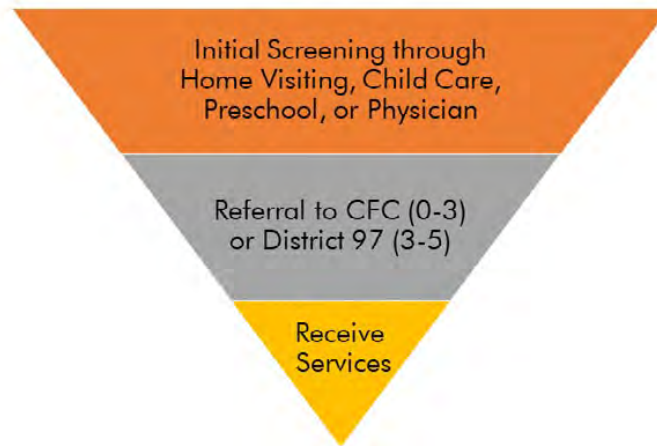 Initial Screening through
Home Visiting, Child Care,
Preschool, or Physician
Referral to CFC (0-3)
or District 97 (3-5)
Receive
Services